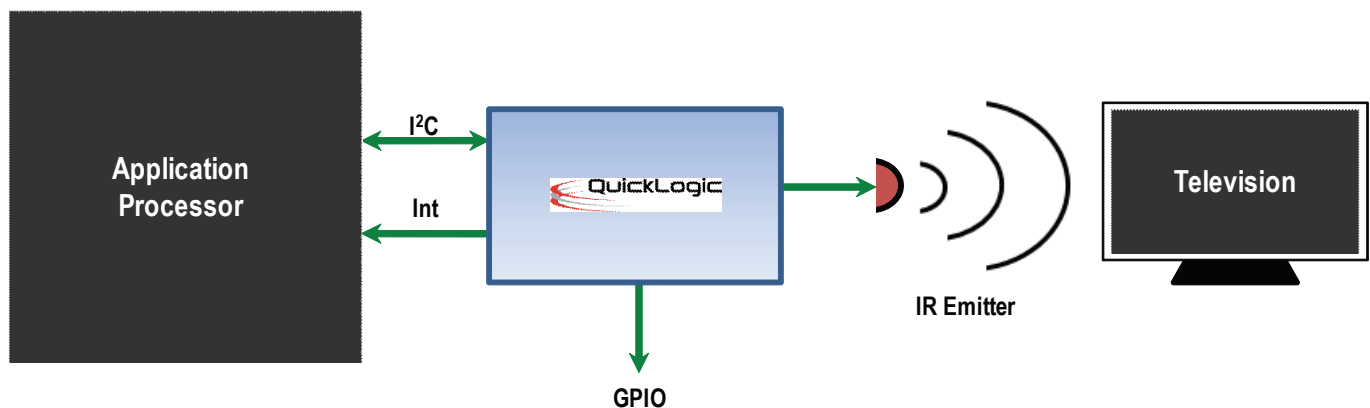 Application
Processor
I²C
Int
QuickLogic
GPIO
IR Emitter
Television